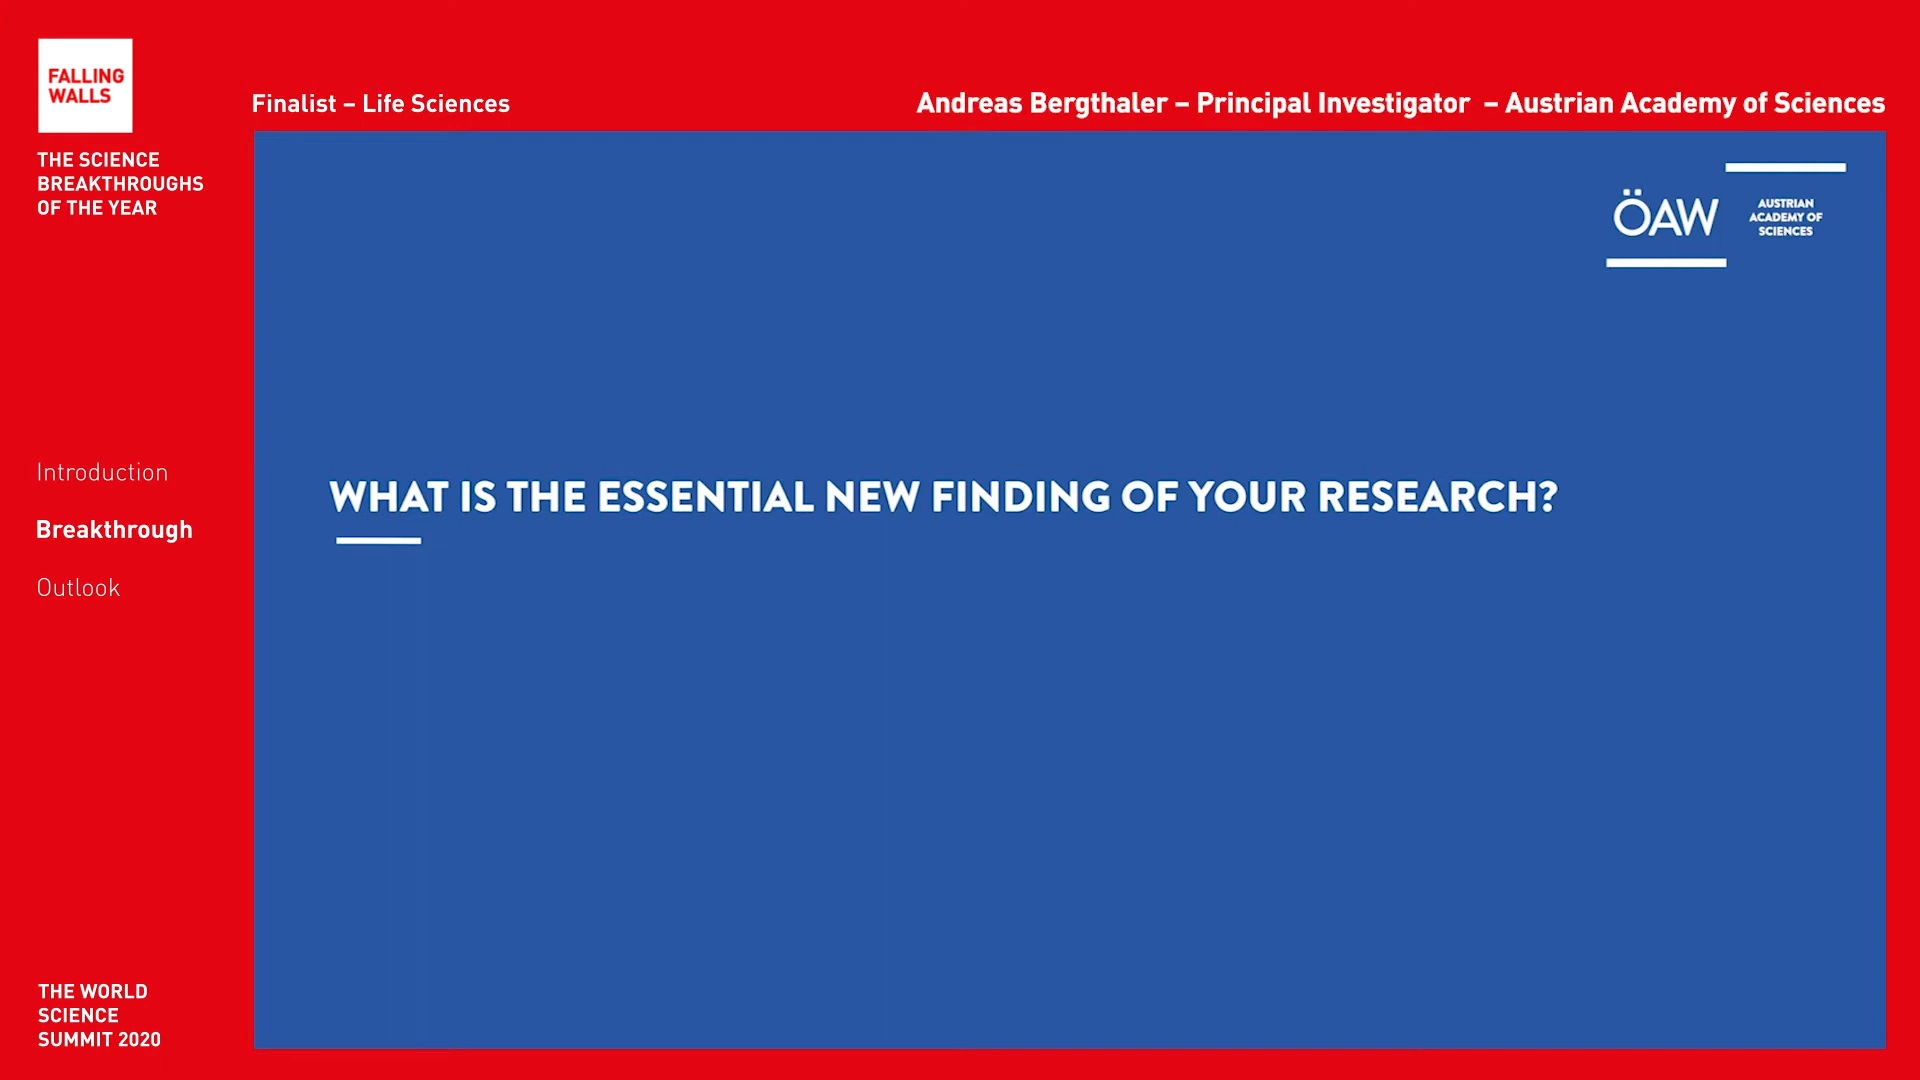 FALLING
WALLS
THE SCIENCE
BREAKTHROUGHS
OF THE YEAR
Finalist – Life Sciences
Andreas Bergthaler – Principal Investigator – Austrian Academy of Sciences
ÖAW
AUSTRIAN
ACADEMY OF
SCIENCES
Introduction
Breakthrough
Outlook
WHAT IS THE ESSENTIAL NEW FINDING OF YOUR RESEARCH?
THE WORLD
SCIENCE
SUMMIT 2020